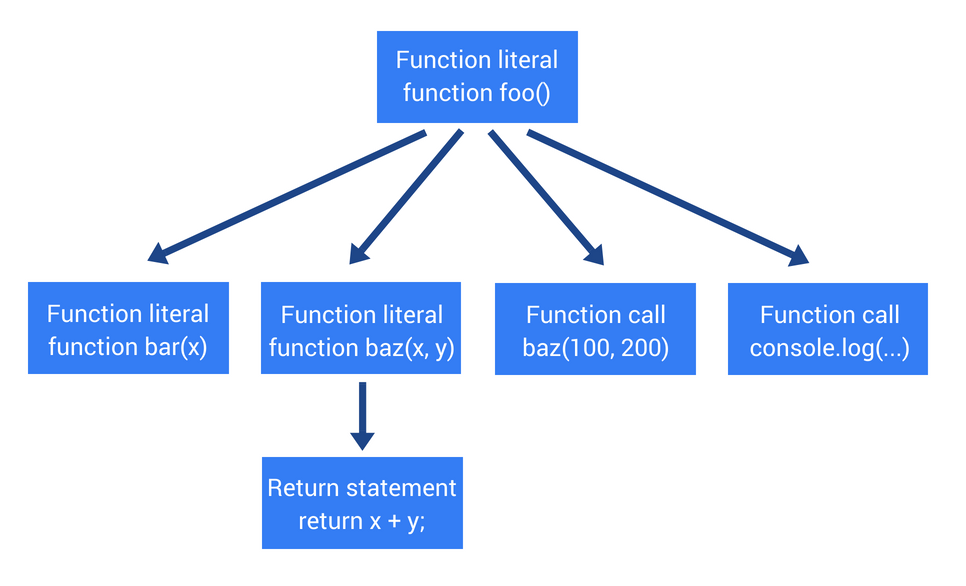 Function literal
function foo()
Function literal
function bar(x)
Function literal
function baz(x, y)
Function call
baz(100, 200)
Function call
console.log(...)
Return statement
return x + y;